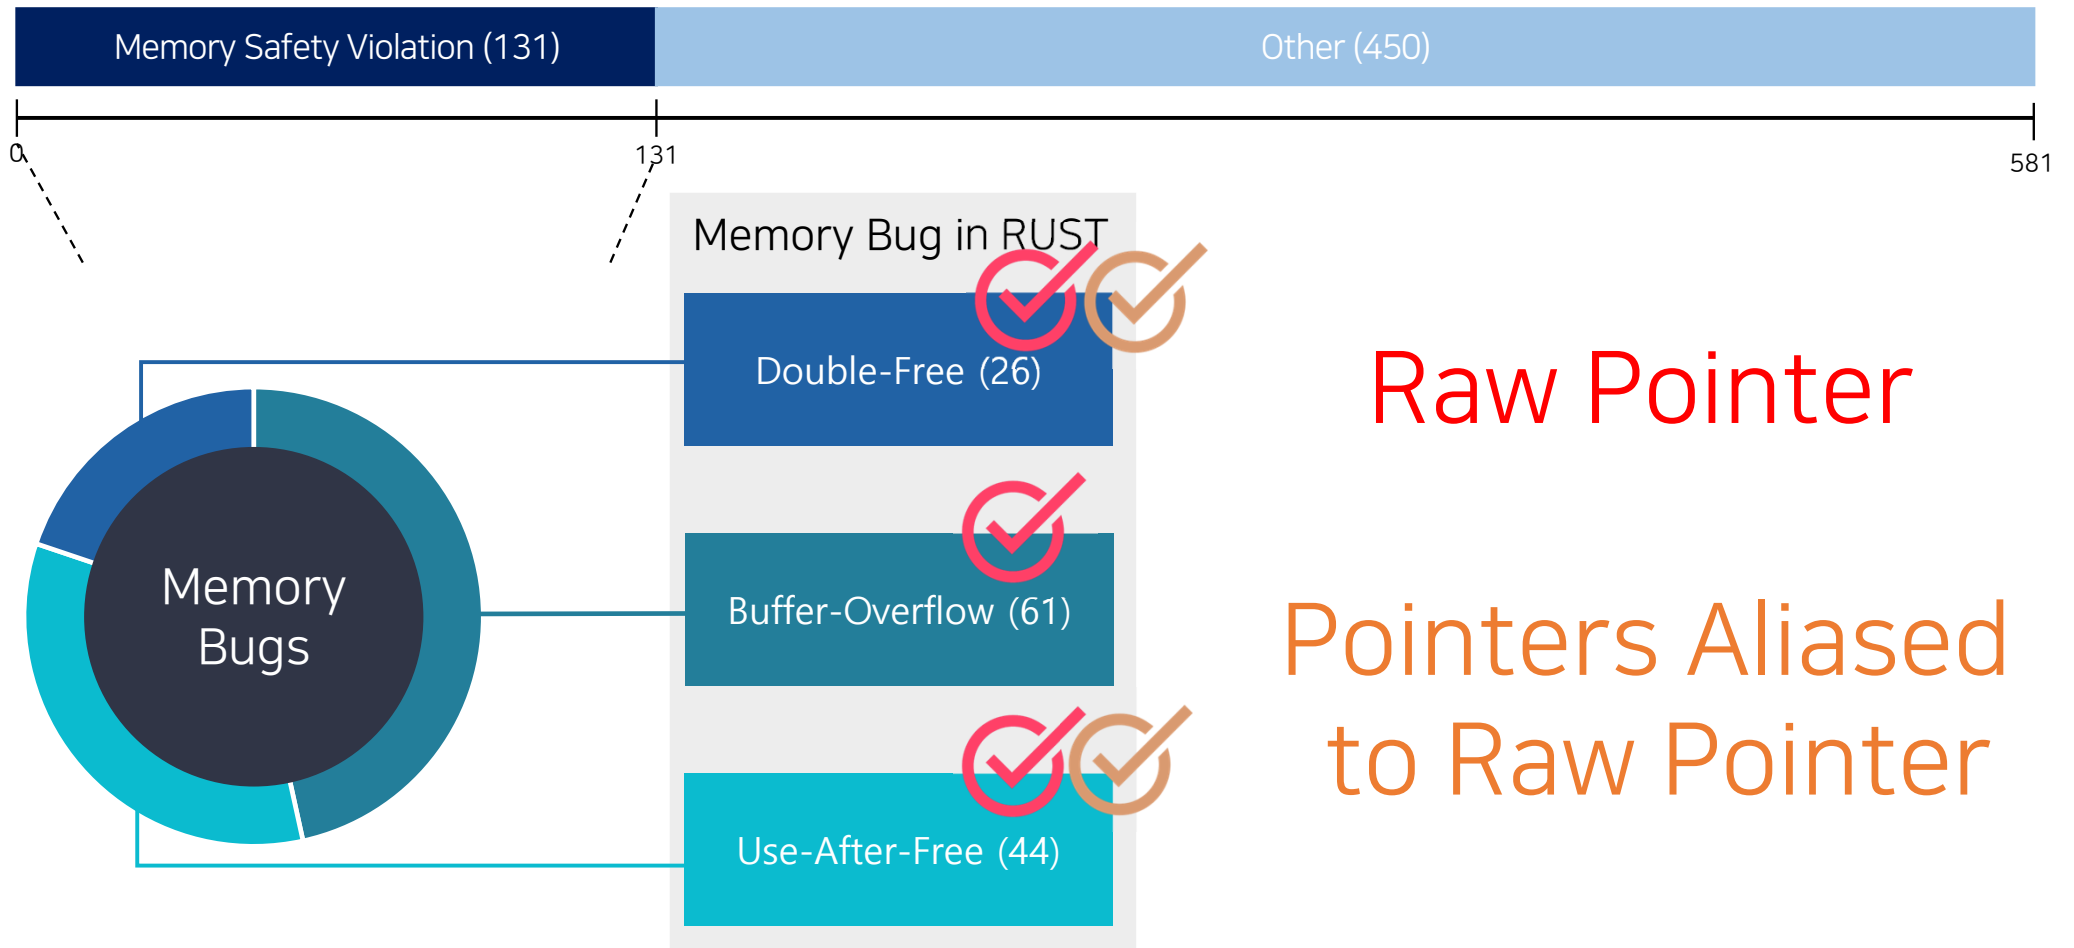 Memory Safety Violation (131)
Other (450)
0
131
581
Memory Bug in RUST
Double-Free (26)
Raw Pointer
Memory
Bugs
Buffer-Overflow (61)
Pointers Aliased
to Raw Pointer
Use-After-Free (44)